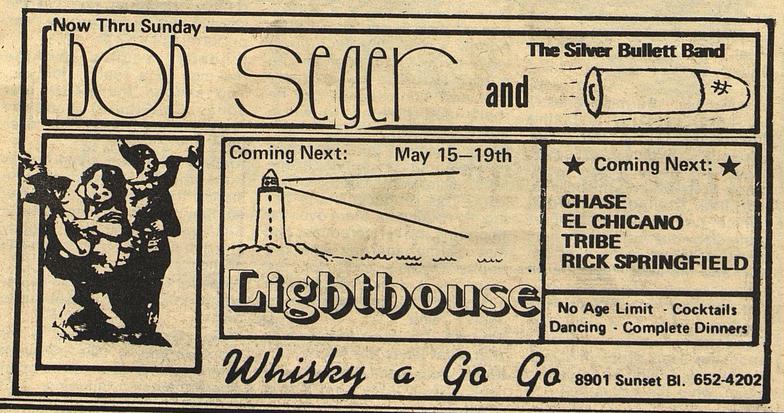 Now Thru Sunday
bob seger and The Silver Bullett Band
Coming Next: May 15–19th
Lighthouse
★ Coming Next: ★
CHASE
EL CHICANO
TRIBE
RICK SPRINGFIELD
No Age Limit - Cocktails
Dancing - Complete Dinners
Whisky a Go Go 8901 Sunset Bl. 652-4202